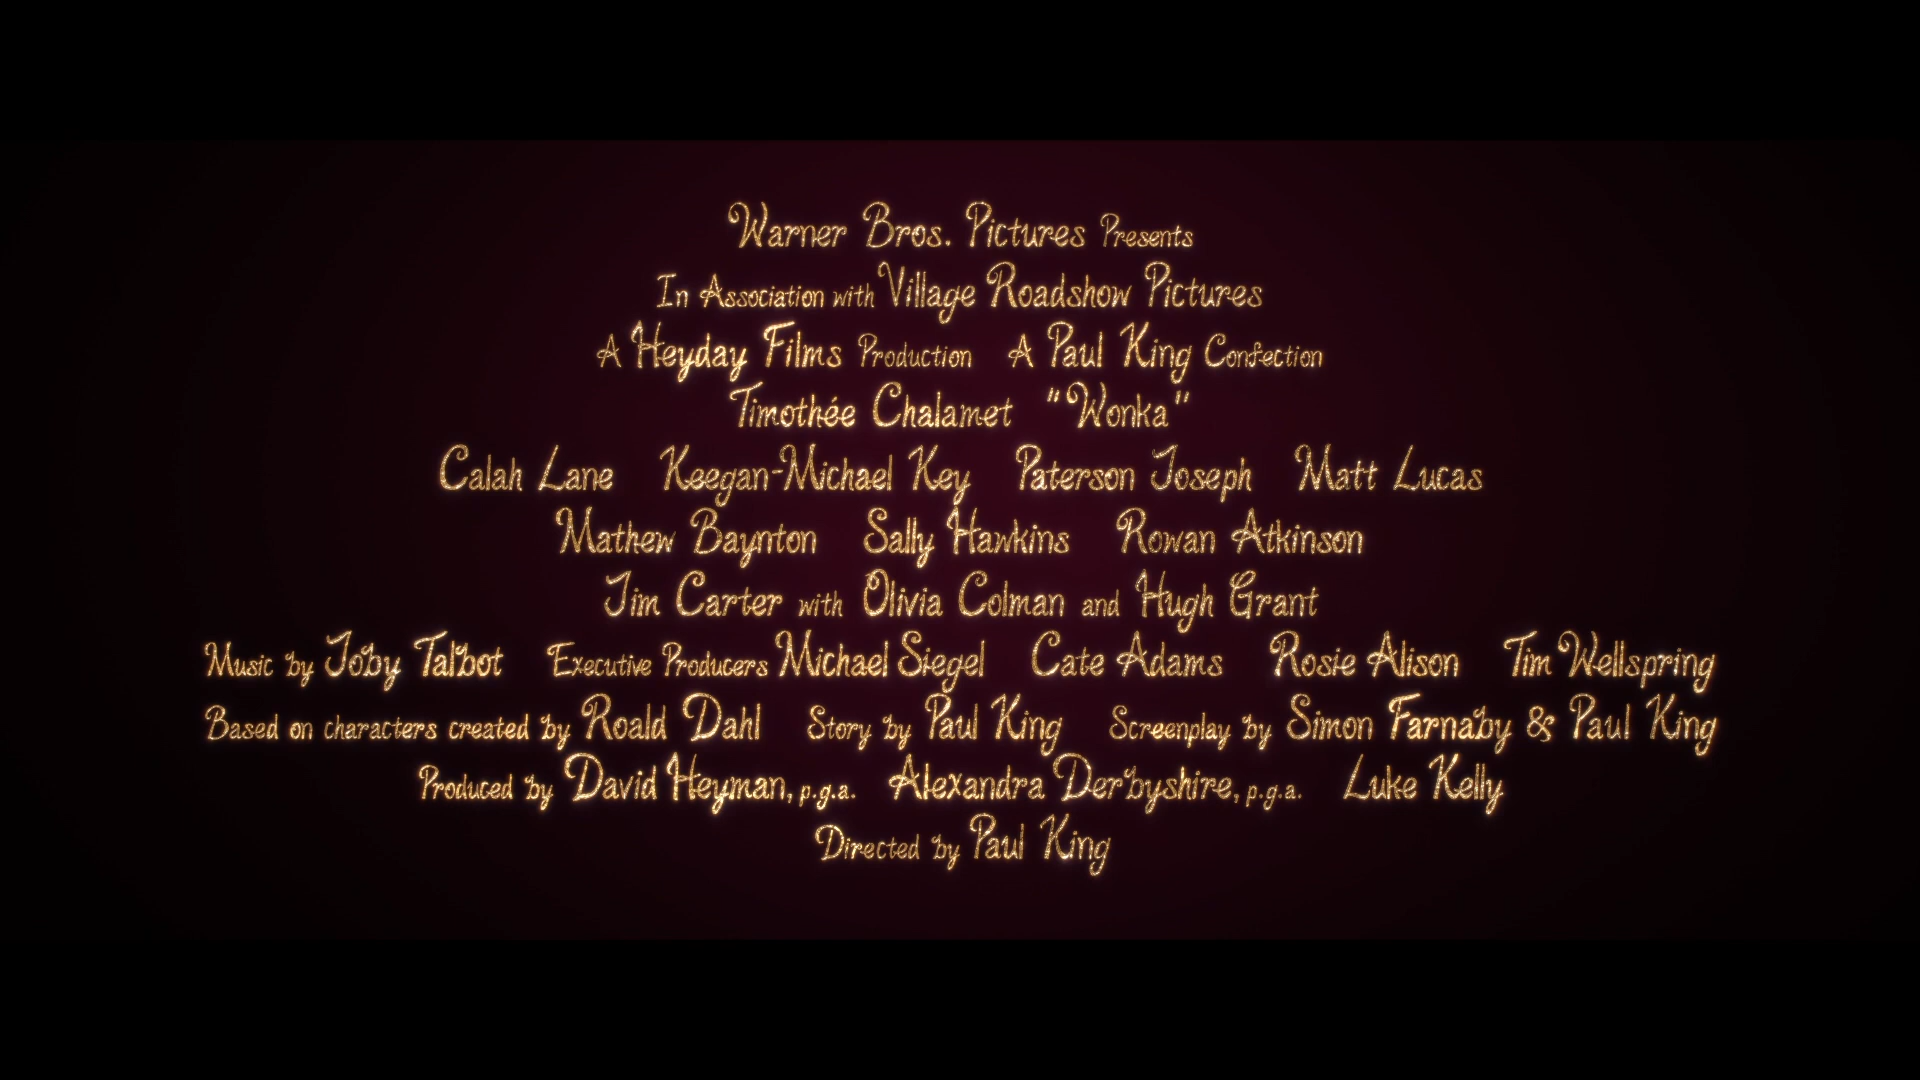 Warner Bros. Pictures Presents
In Association with Village Roadshow Pictures
A Heyday Films Production A Paul King Confection
Timothée Chalamet "Wonka"
Calah Lane Keegan-Michael Key Paterson Joseph Matt Lucas
Mathew Baynton Sally Hawkins Rowan Atkinson
Jim Carter with Olivia Colman and Hugh Grant
Music by Joby Talbot Executive Producers Michael Siegel Cate Adams Rosie Alison Tim Wellspring
Based on characters created by Roald Dahl Story by Paul King Screenplay by Simon Farnaby & Paul King
Produced by David Heyman, p.g.a. Alexandra Derbyshire, p.g.a. Luke Kelly
Directed by Paul King